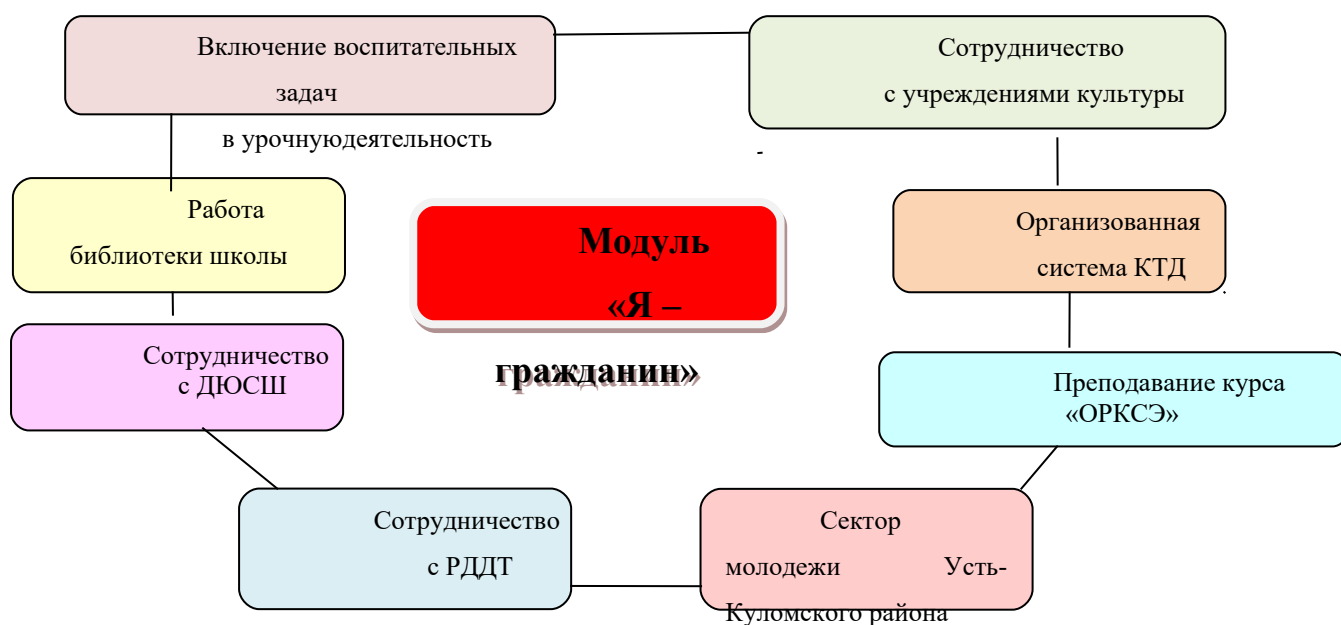 Включение воспитательных
задач
в урочнуюдеятельность
Сотрудничество
с учреждениями культуры
-
Работа
библиотеки школы
Модуль
«Я –
гражданин»
Организованная
система КТД
.
Сотрудничество
с ДЮСШ
Преподавание курса
«ОРКСЭ»
Сотрудничество
с РДДТ
Сектор
молодежи Усть-
Куломского района